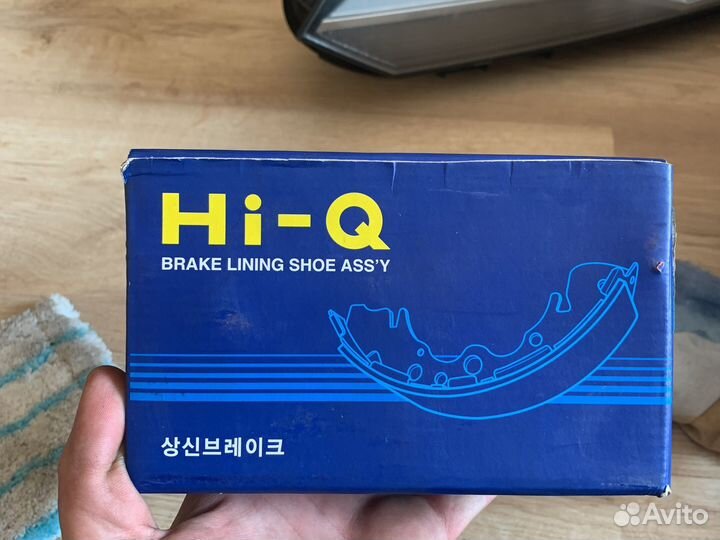 Hi-Q
BRAKE LINING SHOE ASS'Y
상신브레이크
Avito